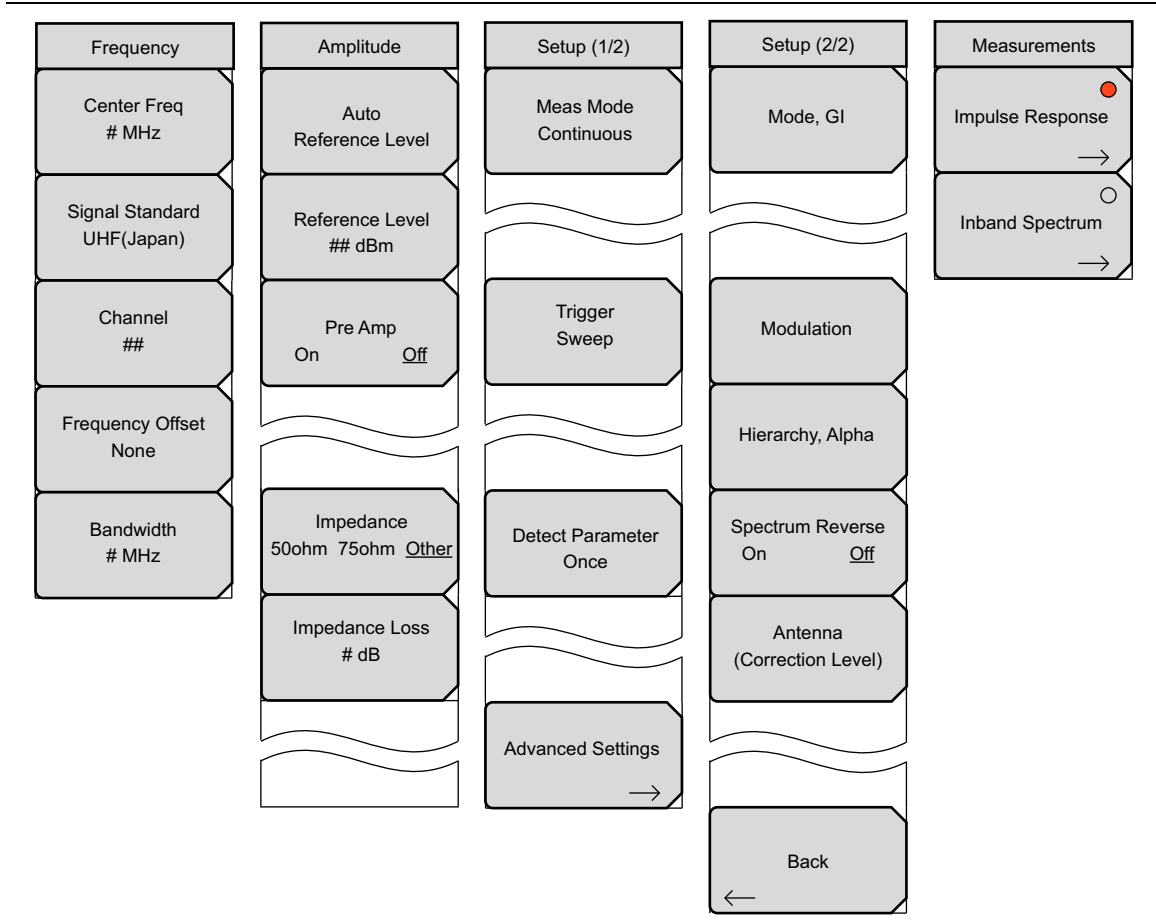 Frequency
Center Freq
# MHz
Signal Standard
UHF(Japan)
Channel
##
Frequency Offset
None
Bandwidth
# MHz
Amplitude
Auto
Reference Level
Reference Level
## dBm
Pre Amp
On Off
Impedance
50ohm 75ohm Other
Impedance Loss
# dB
Setup (1/2)
Meas Mode
Continuous
Trigger
Sweep
Detect Parameter
Once
Advanced Settings
Setup (2/2)
Mode, GI
Modulation
Hierarchy, Alpha
Spectrum Reverse
On Off
Antenna
(Correction Level)
Back
Measurements
Impulse Response
Inband Spectrum